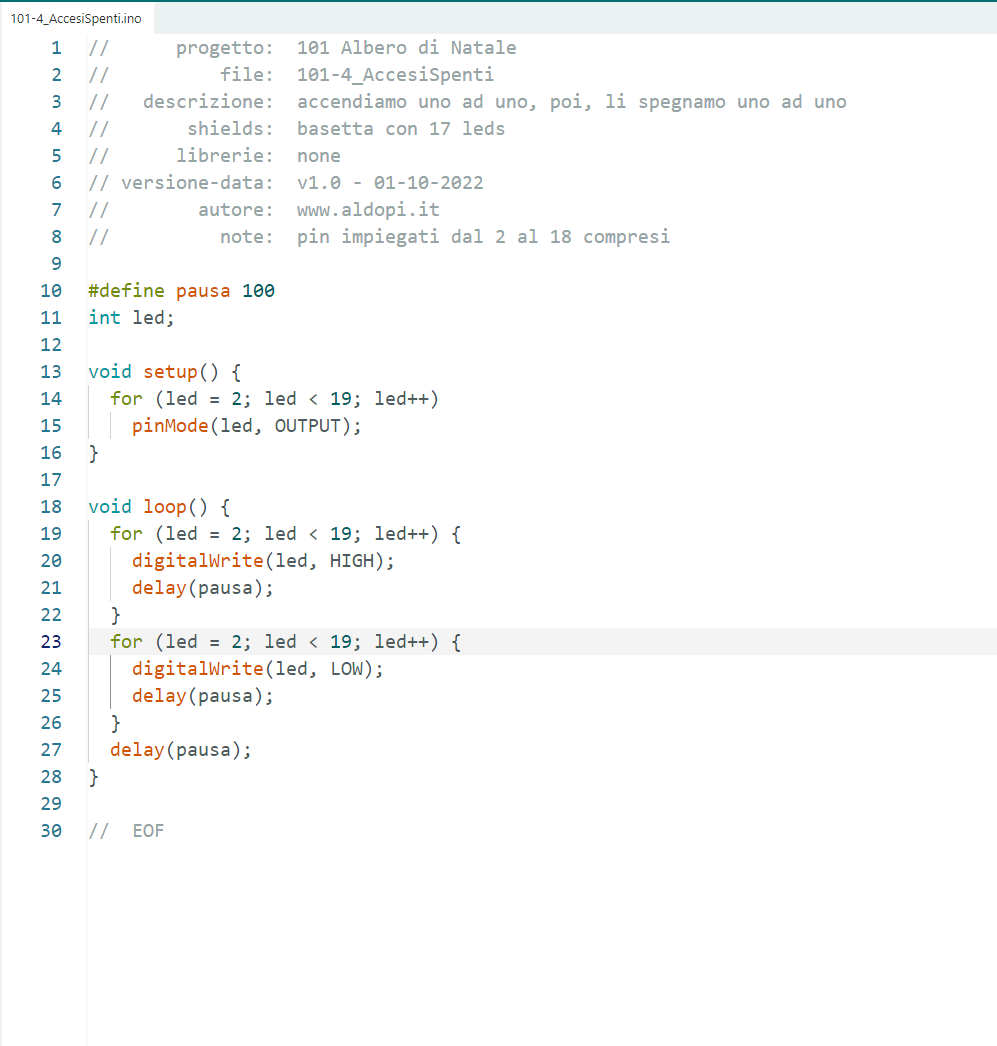 101-4_AccesiSpenti.ino
1 //      progetto:  101 Albero di Natale
2 //          file:  101-4_AccesiSpenti
3 //   descrizione:  accendiamo uno ad uno, poi, li spegnamo uno ad uno
4 //       shields:  basetta con 17 leds
5 //      librerie:  none
6 // versione-data:  v1.0 - 01-10-2022
7 //        autore:  www.aldopi.it
8 //          note:  pin impiegati dal 2 al 18 compresi
9
10 #define pausa 100
11 int led;
12
13 void setup() {
14   for (led = 2; led < 19; led++)
15     pinMode(led, OUTPUT);
16 }
17
18 void loop() {
19   for (led = 2; led < 19; led++) {
20     digitalWrite(led, HIGH);
21     delay(pausa);
22   }
23   for (led = 2; led < 19; led++) {
24     digitalWrite(led, LOW);
25     delay(pausa);
26   }
27   delay(pausa);
28 }
29
30 //  EOF